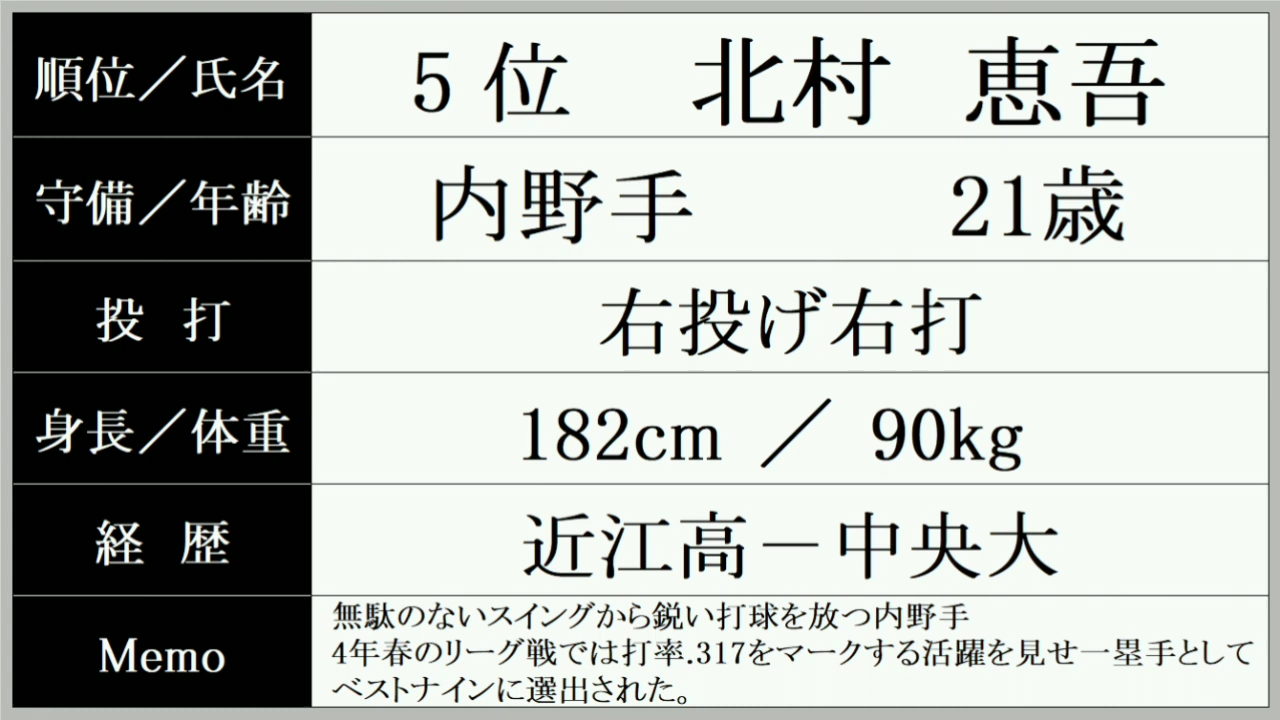 順位／氏名 5位 北村 恵吾
守備／年齢 内野手 21歳
投 打 右投げ右打
身長／体重 182cm ／ 90kg
経 歴 近江高－中央大
Memo
無駄のないスイングから鋭い打球を放つ内野手
4年春のリーグ戦では打率.317をマークする活躍を見せ一塁手として
ベストナインに選出された。